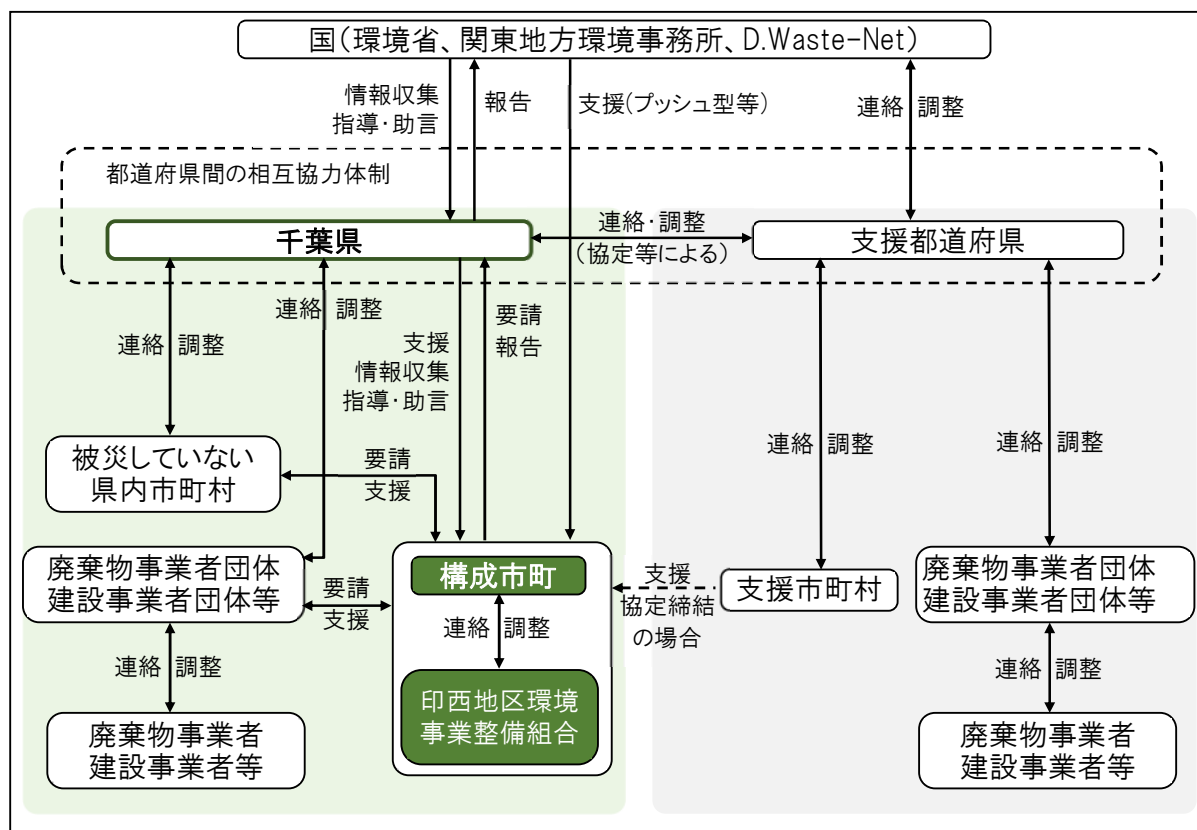 国（環境省、関東地方環境事務所、D.Waste-Net）
情報収集
指導・助言
報告
支援(プッシュ型等)
連絡 調整
都道府県間の相互協力体制
千葉県
連絡・調整
（協定等による）
支援都道府県
連絡 調整
連絡 調整
支援
情報収集
指導・助言
要請
報告
連絡 調整
連絡 調整
被災していない
県内市町村
要請
支援
廃棄物事業者団体
建設事業者団体等
要請
支援
構成市町
連絡 調整
印西地区環境
事業整備組合
支援
協定締結
の場合
支援市町村
廃棄物事業者団体
建設事業者団体等
連絡 調整
連絡 調整
廃棄物事業者
建設事業者等
廃棄物事業者
建設事業者等